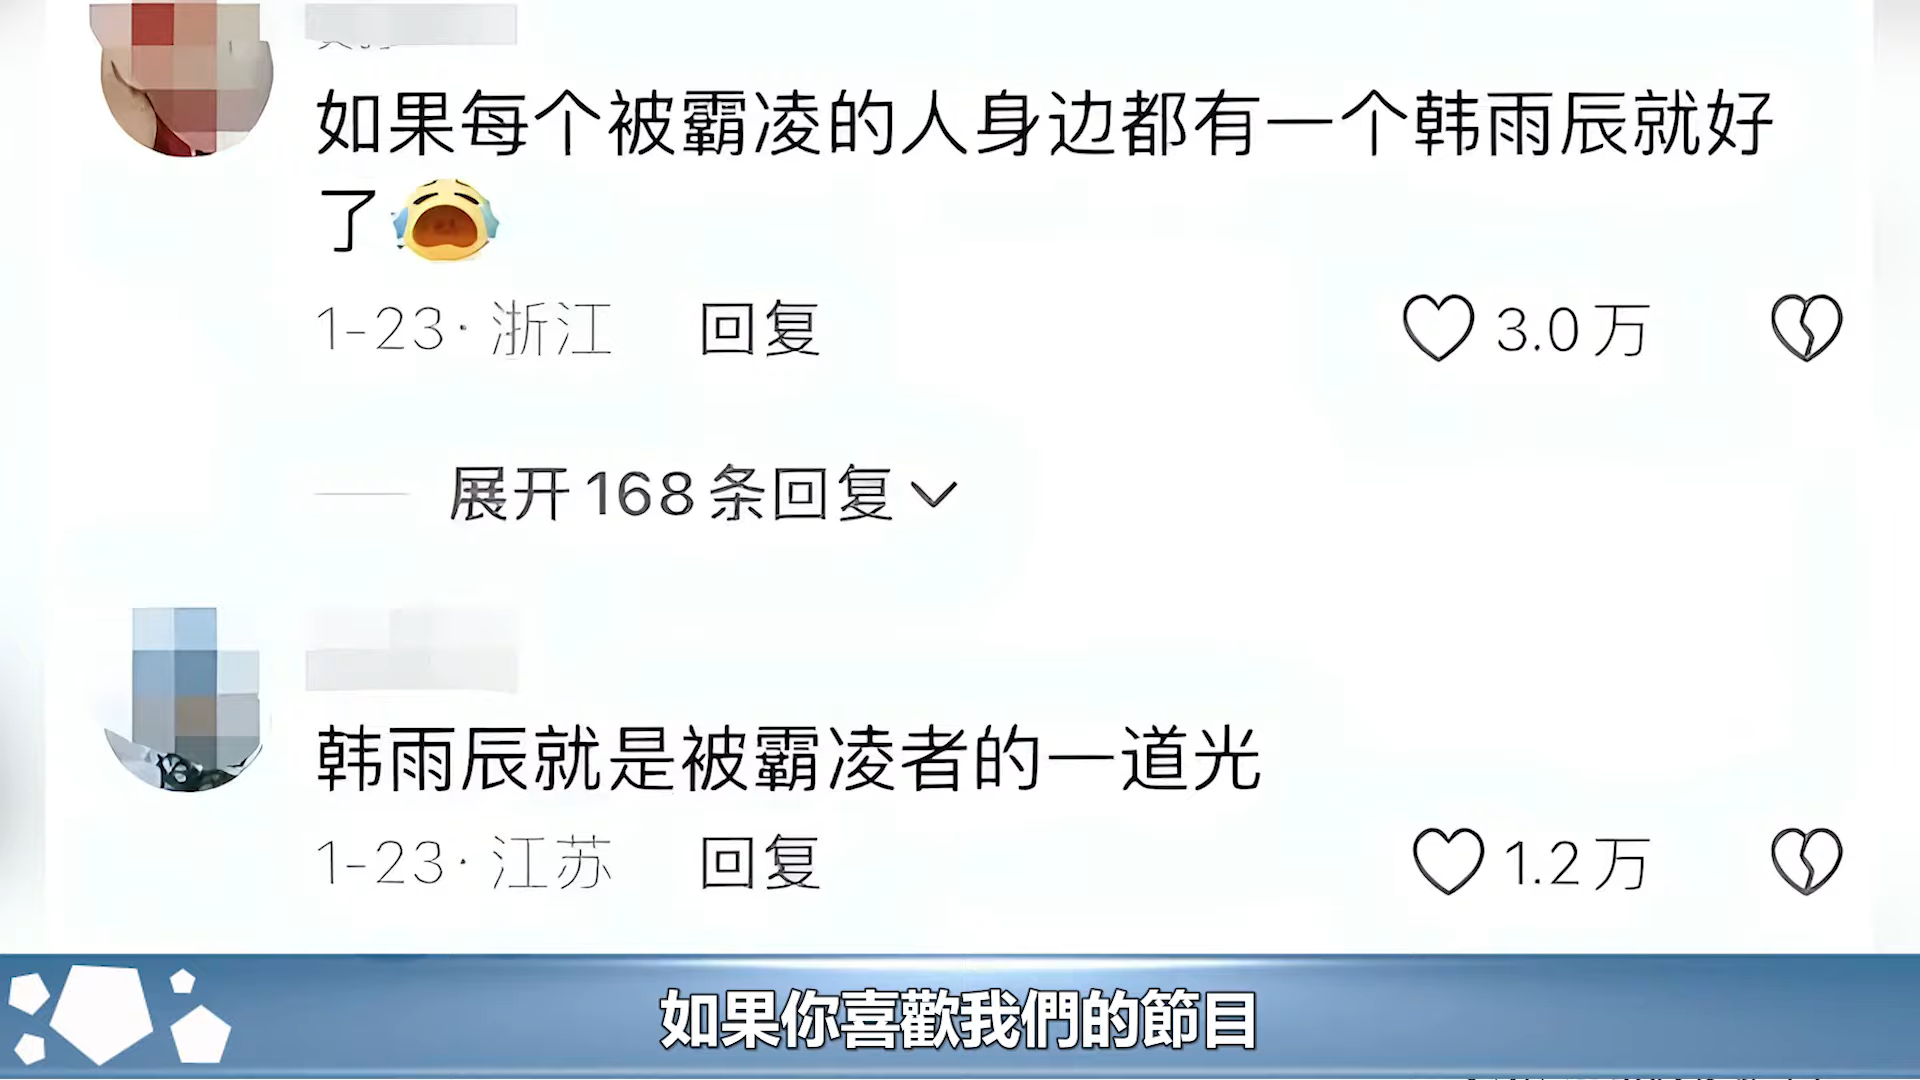 如果每个被霸凌的人身边都有一个韩雨辰就好
了😭
1-23·浙江 回复 3.0万
展开168条回复
韩雨辰就是被霸凌者的一道光
1-23·江苏 回复 1.2万
如果你喜歡我們的節目